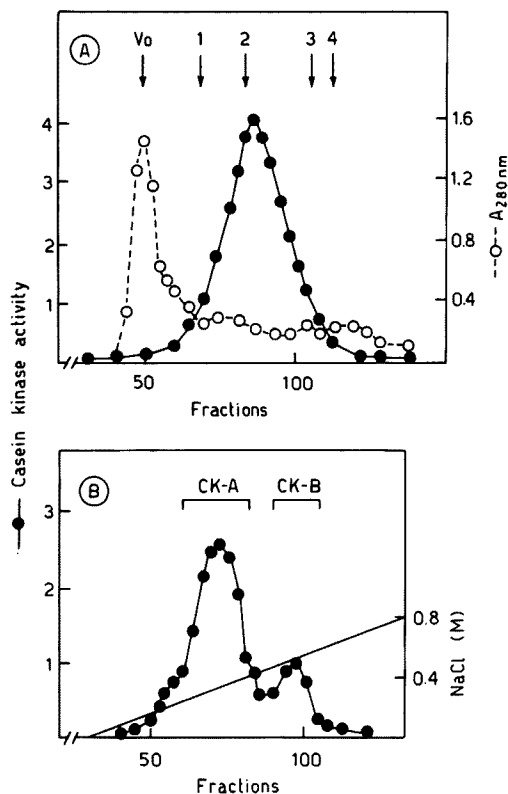 A
Vo 1 2 3 4
4
3
2
1
1.6
1.2
0.8
0.4
50 100
Fractions
--o-- A280nm
—●— Casein kinase activity
B
CK-A CK-B
3
2
1
0.8
0.4
NaCl (M)
50 100
Fractions